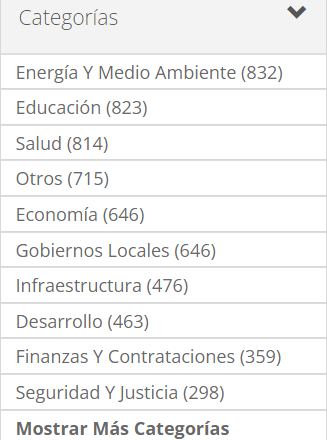 Categorías
Energía Y Medio Ambiente (832)
Educación (823)
Salud (814)
Otros (715)
Economía (646)
Gobiernos Locales (646)
Infraestructura (476)
Desarrollo (463)
Finanzas Y Contrataciones (359)
Seguridad Y Justicia (298)
Mostrar Más Categorías